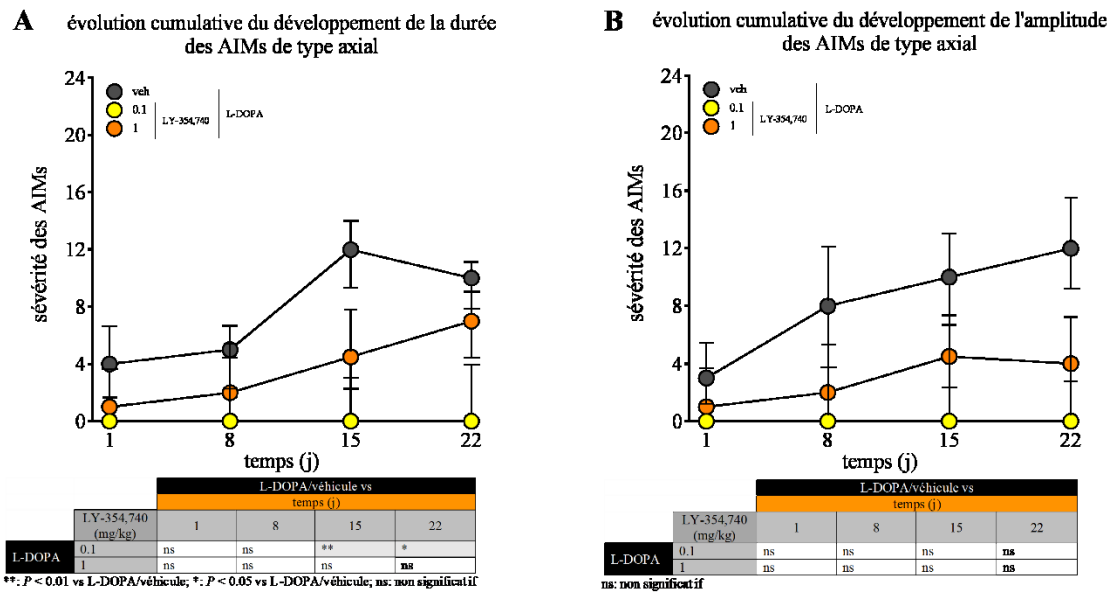 A évolution cumulative du développement de la durée
des AIMs de type axial
24
20
16
12
8
4
0
sévérité des AIMs
veh
0.1
1
LY-354,740
L-DOPA
1 8 15 22
temps (j)
L-DOPA/véhicule vs
temps (j)
LY-354,740
(mg/kg)
1 8 15 22
L-DOPA
0.1 ns ns ** *
1 ns ns ns ns
**: P < 0.01 vs L-DOPA/véhicule; *: P < 0.05 vs L-DOPA/véhicule; ns: non significatif
B évolution cumulative du développement de l'amplitude
des AIMs de type axial
24
20
16
12
8
4
0
sévérité des AIMs
veh
0.1
1
LY-354,740
L-DOPA
1 8 15 22
temps (j)
L-DOPA/véhicule vs
temps (j)
LY-354,740
(mg/kg)
1 8 15 22
L-DOPA
0.1 ns ns ns ns
1 ns ns ns ns
ns: non significatif